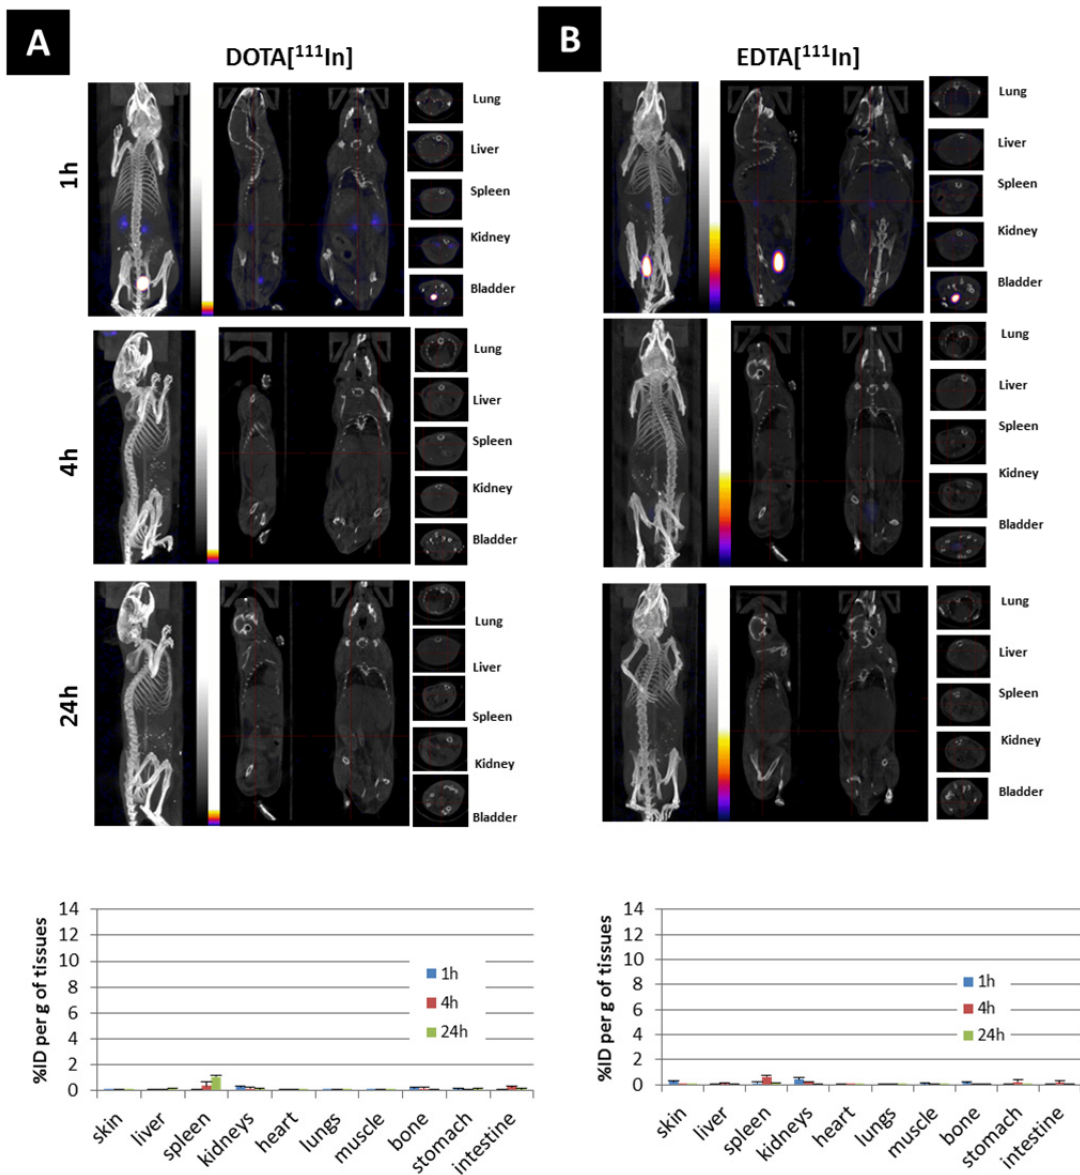 A
DOTA[¹¹¹In]
1h
Lung
Liver
Spleen
Kidney
Bladder
4h
Lung
Liver
Spleen
Kidney
Bladder
24h
Lung
Liver
Spleen
Kidney
Bladder
B
EDTA[¹¹¹In]
Lung
Liver
Spleen
Kidney
Bladder
Lung
Liver
Spleen
Kidney
Bladder
Lung
Liver
Spleen
Kidney
Bladder
%ID per g of tissues
14
12
10
8
6
4
2
0
1h
4h
24h
skin
liver
spleen
kidneys
heart
lungs
muscle
bone
stomach
intestine
%ID per g of tissues
14
12
10
8
6
4
2
0
1h
4h
24h
skin
liver
spleen
kidneys
heart
lungs
muscle
bone
stomach
intestine